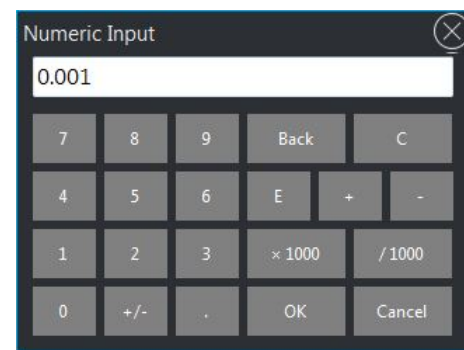 Numeric Input
0.001
7 8 9 Back C
4 5 6 E + -
1 2 3 × 1000 / 1000
0 +/- . OK Cancel